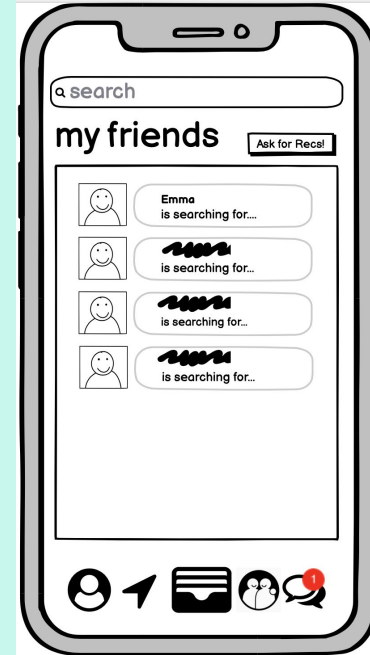 search
my friends
Ask for Recs!
Emma
is searching for....
is searching for...
is searching for...
is searching for...
1